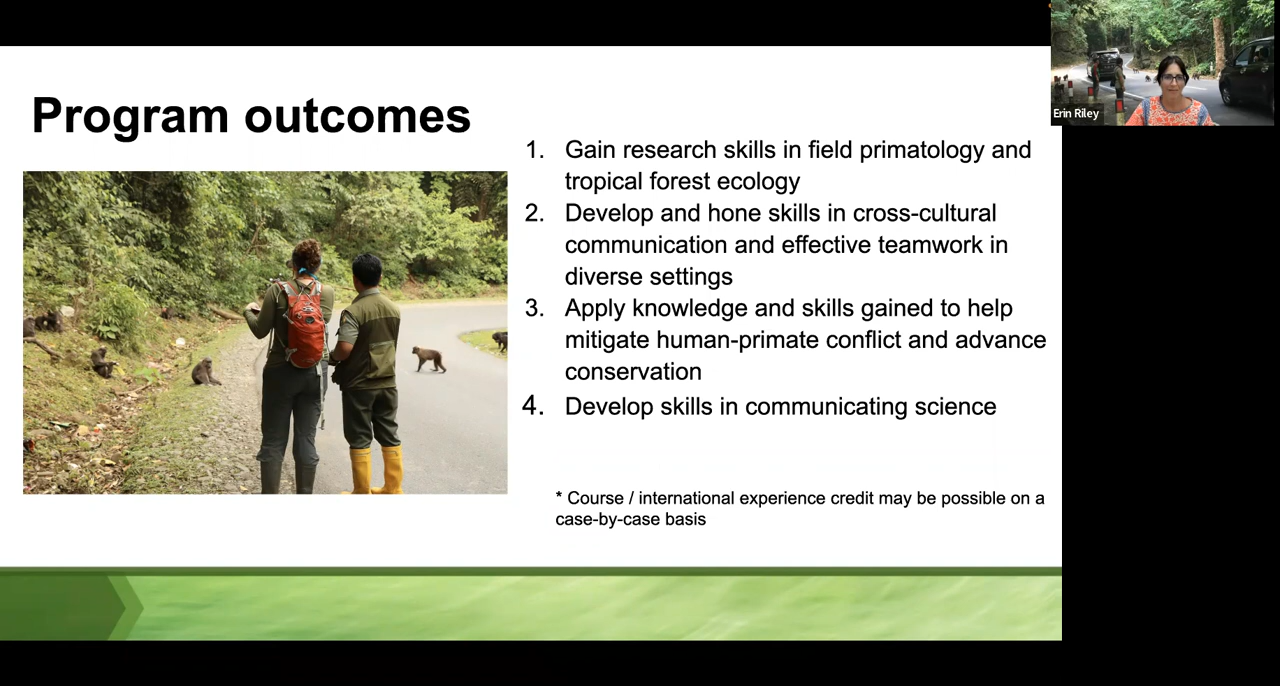 Program outcomes
1. Gain research skills in field primatology and
tropical forest ecology
2. Develop and hone skills in cross-cultural
communication and effective teamwork in
diverse settings
3. Apply knowledge and skills gained to help
mitigate human-primate conflict and advance
conservation
4. Develop skills in communicating science
* Course / international experience credit may be possible on a
case-by-case basis
Erin Riley